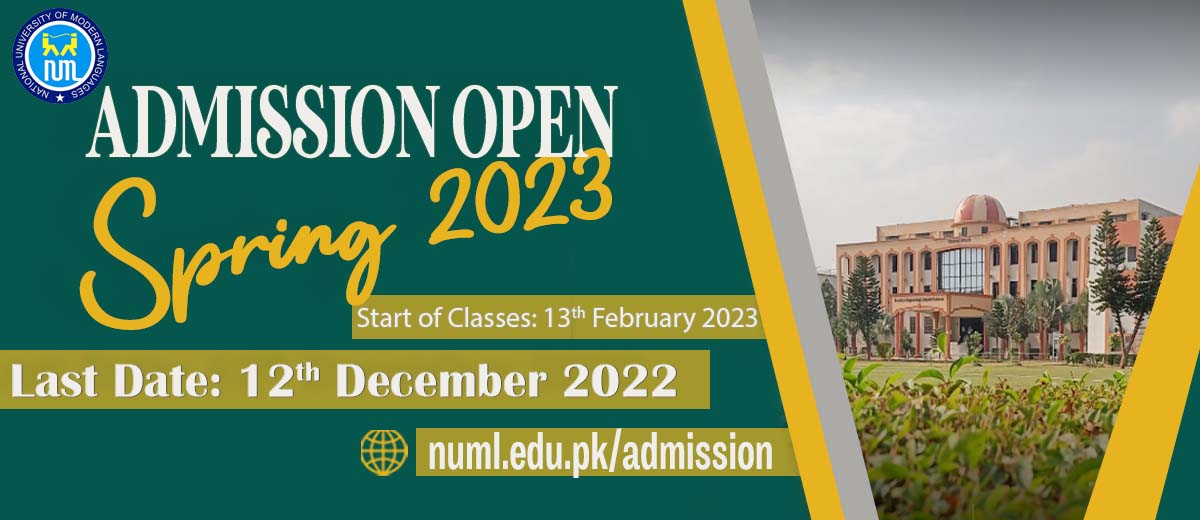 NATIONAL UNIVERSITY OF MODERN LANGUAGES
NUML
ADMISSION OPEN
Spring 2023
Start of Classes: 13th February 2023
Last Date: 12th December 2022
numl.edu.pk/admission